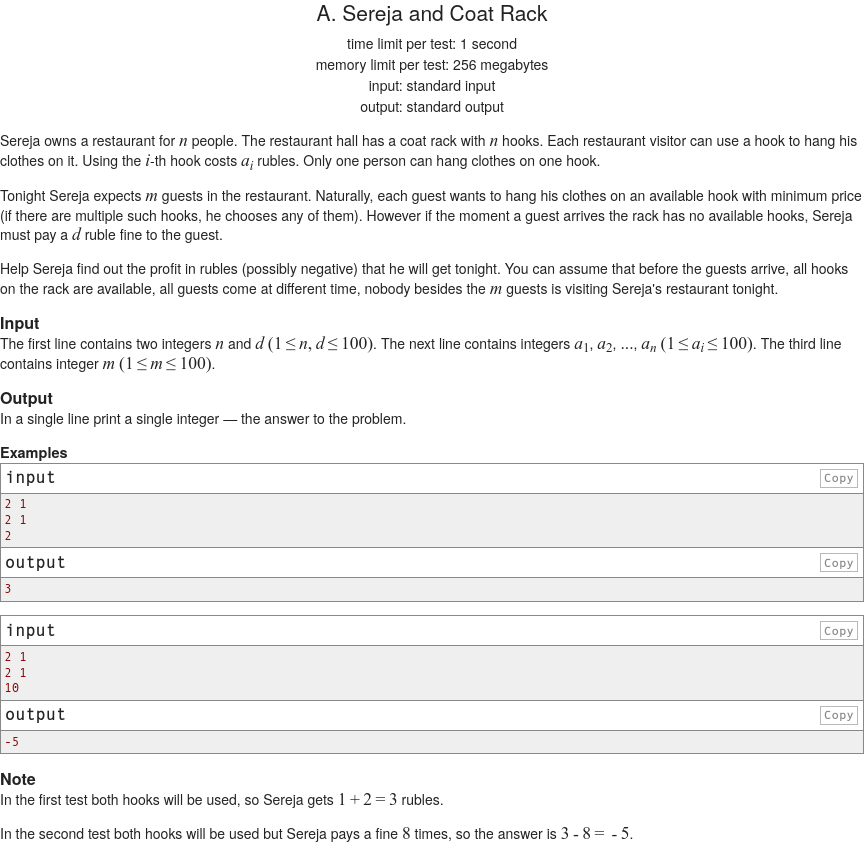 A. Sereja and Coat Rack
time limit per test: 1 second
memory limit per test: 256 megabytes
input: standard input
output: standard output
Sereja owns a restaurant for n people. The restaurant hall has a coat rack with n hooks. Each restaurant visitor can use a hook to hang his
clothes on it. Using the i-th hook costs a_i rubles. Only one person can hang clothes on one hook.
Tonight Sereja expects m guests in the restaurant. Naturally, each guest wants to hang his clothes on an available hook with minimum price
(if there are multiple such hooks, he chooses any of them). However if the moment a guest arrives the rack has no available hooks, Sereja
must pay a d ruble fine to the guest.
Help Sereja find out the profit in rubles (possibly negative) that he will get tonight. You can assume that before the guests arrive, all hooks
on the rack are available, all guests come at different time, nobody besides the m guests is visiting Sereja's restaurant tonight.
Input
The first line contains two integers n and d (1 ≤ n, d ≤ 100). The next line contains integers a_1, a_2, ..., a_n (1 ≤ a_i ≤ 100). The third line
contains integer m (1 ≤ m ≤ 100).
Output
In a single line print a single integer — the answer to the problem.
Examples
input Copy
2 1
2 1
2
output Copy
3
input Copy
2 1
2 1
10
output Copy
-5
Note
In the first test both hooks will be used, so Sereja gets 1 + 2 = 3 rubles.
In the second test both hooks will be used but Sereja pays a fine 8 times, so the answer is 3 - 8 = - 5.